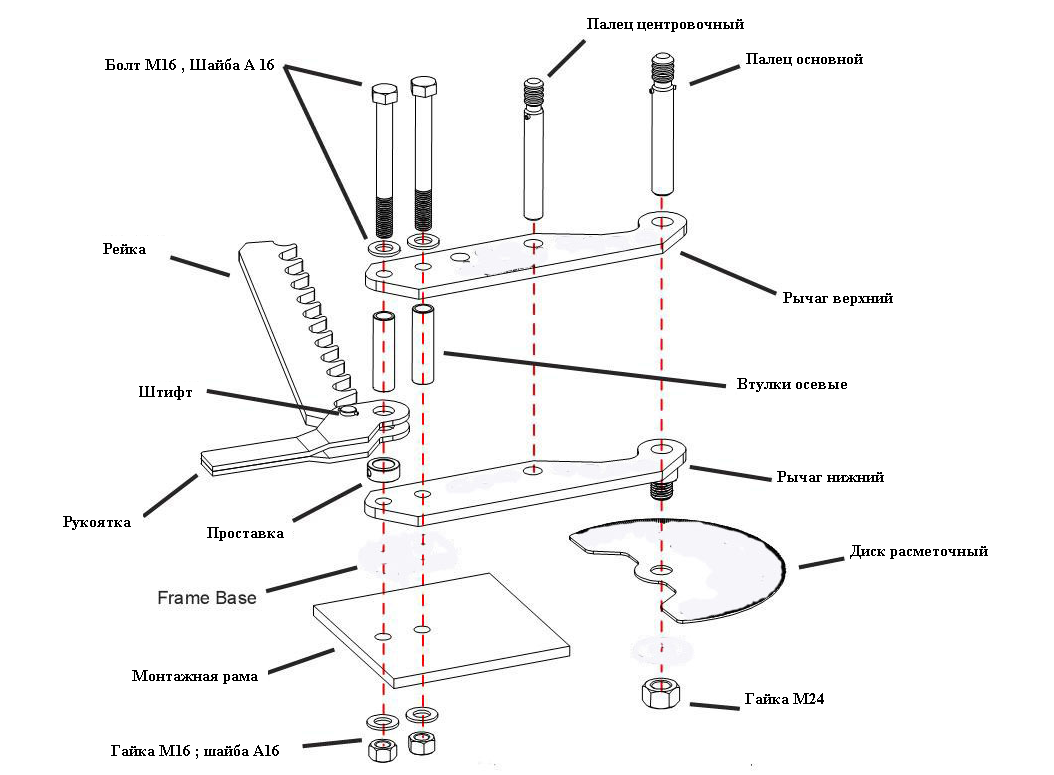 Палец центровочный
Болт М16 , Шайба А 16
Палец основной
Рейка
Рычаг верхний
Штифт
Втулки осевые
Рычаг нижний
Рукоятка
Проставка
Диск расметочный
Frame Base
Монтажная рама
Гайка М24
Гайка М16 ; шайба А16